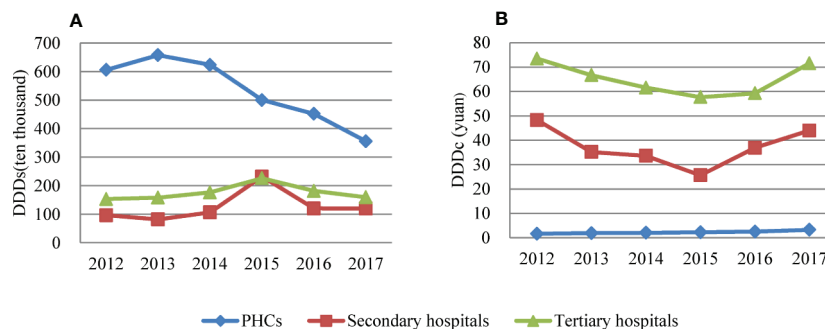 A
DDDs(ten thousand)
700
600
500
400
300
200
100
0
2012 2013 2014 2015 2016 2017
B
DDDc (yuan)
80
70
60
50
40
30
20
10
0
2012 2013 2014 2015 2016 2017
PHCs Secondary hospitals Tertiary hospitals